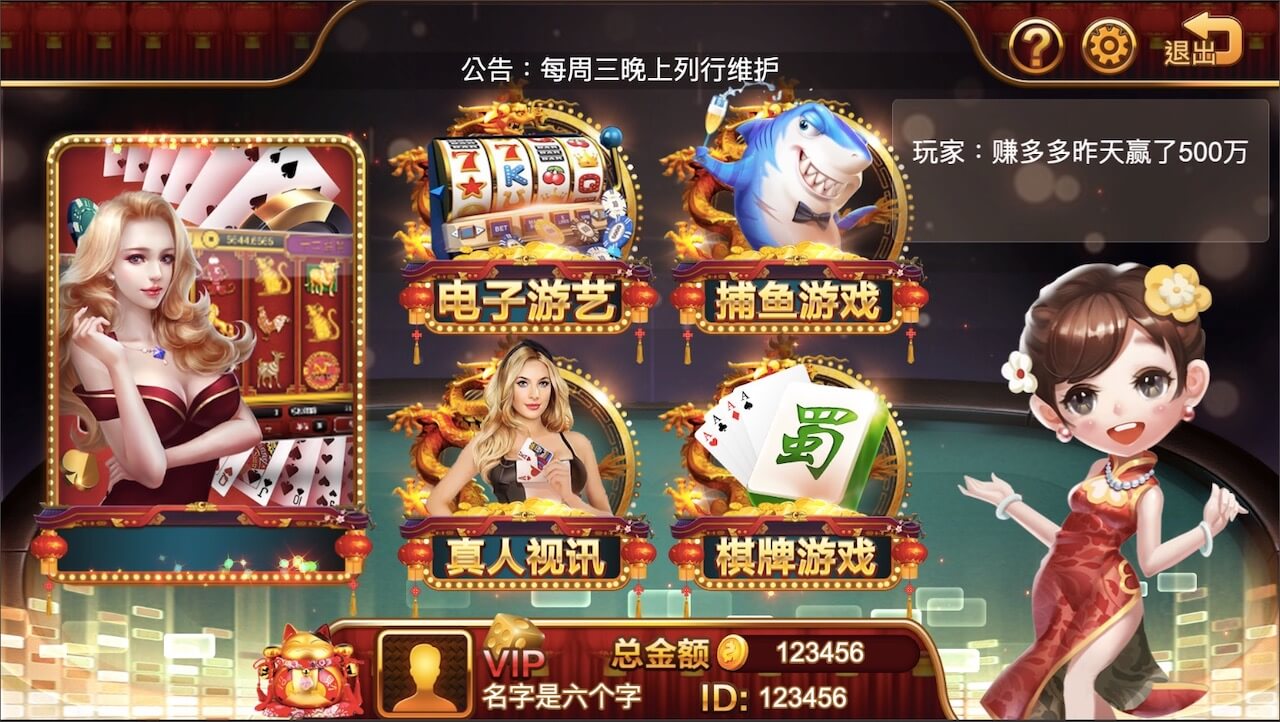 公告：每周三晚上列行维护
退出
玩家：赚多多昨天赢了500万
电子游艺
捕鱼游戏
蜀
真人视讯
棋牌游戏
VIP
名字是六个字
总金额
123456
ID: 123456